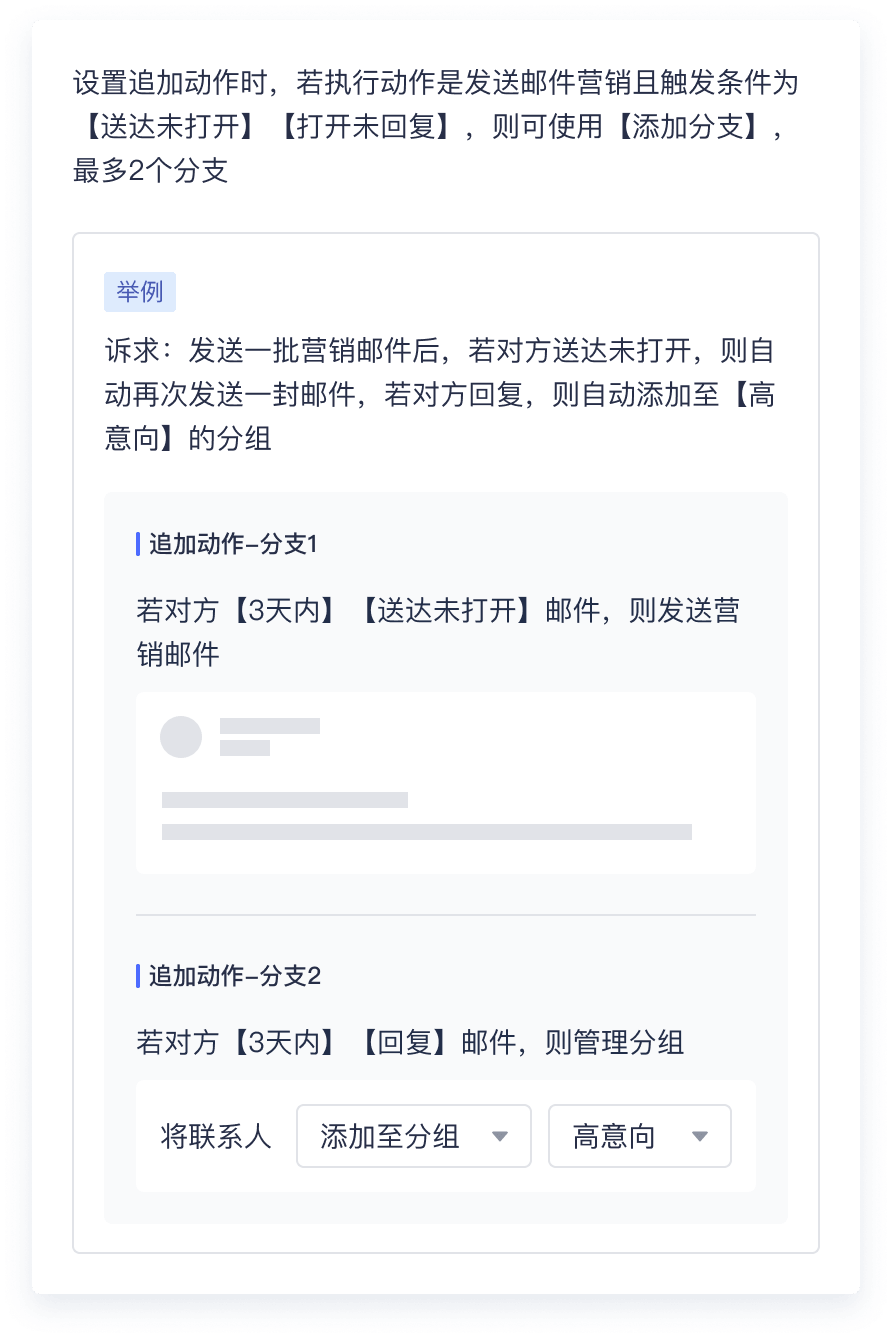 设置追加动作时，若执行动作是发送邮件营销且触发条件为
【送达未打开】【打开未回复】，则可使用【添加分支】，
最多2个分支
举例
诉求：发送一批营销邮件后，若对方送达未打开，则自
动再次发送一封邮件，若对方回复，则自动添加至【高
意向】的分组
追加动作–分支1
若对方【3天内】【送达未打开】邮件，则发送营
销邮件
追加动作–分支2
若对方【3天内】【回复】邮件，则管理分组
将联系人 添加至分组 高意向